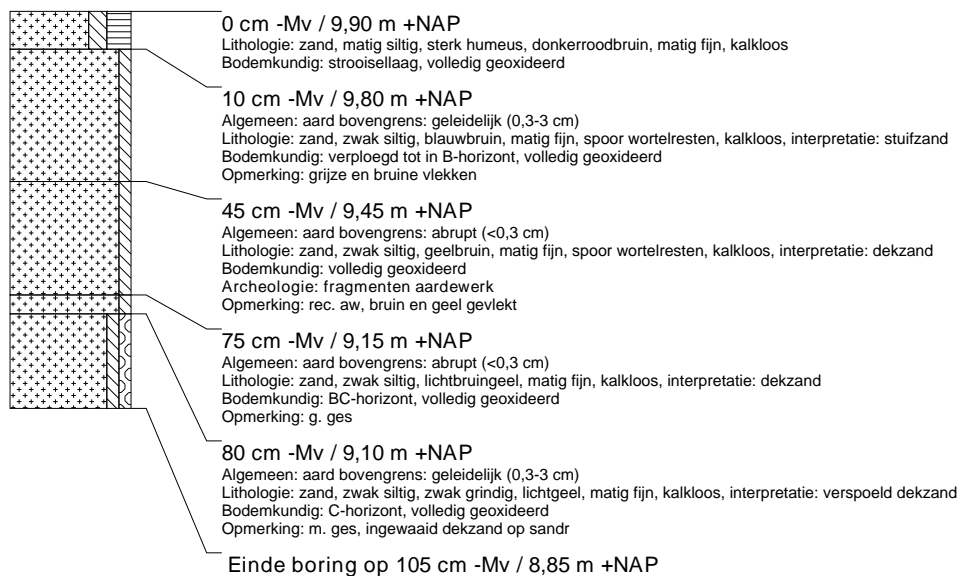 0 cm -Mv / 9,90 m +NAP
Lithologie: zand, matig siltig, sterk humeus, donkerroodbruin, matig fijn, kalkloos
Bodemkundig: strooisellaag, volledig geoxideerd
10 cm -Mv / 9,80 m +NAP
Algemeen: aard bovengrens: geleidelijk (0,3-3 cm)
Lithologie: zand, zwak siltig, blauwbruin, matig fijn, spoor wortelresten, kalkloos, interpretatie: stuifzand
Bodemkundig: verploegd tot in B-horizont, volledig geoxideerd
Opmerking: grijze en bruine vlekken
45 cm -Mv / 9,45 m +NAP
Algemeen: aard bovengrens: abrupt (<0,3 cm)
Lithologie: zand, zwak siltig, geelbruin, matig fijn, spoor wortelresten, kalkloos, interpretatie: dekzand
Bodemkundig: volledig geoxideerd
Archeologie: fragmenten aardewerk
Opmerking: rec. aw, bruin en geel gevlekt
75 cm -Mv / 9,15 m +NAP
Algemeen: aard bovengrens: abrupt (<0,3 cm)
Lithologie: zand, zwak siltig, lichtbruingeel, matig fijn, kalkloos, interpretatie: dekzand
Bodemkundig: BC-horizont, volledig geoxideerd
Opmerking: g. ges
80 cm -Mv / 9,10 m +NAP
Algemeen: aard bovengrens: geleidelijk (0,3-3 cm)
Lithologie: zand, zwak siltig, zwak grindig, lichtgeel, matig fijn, kalkloos, interpretatie: verspoeld dekzand
Bodemkundig: C-horizont, volledig geoxideerd
Opmerking: m. ges, ingewaaid dekzand op sandr
Einde boring op 105 cm -Mv / 8,85 m +NAP